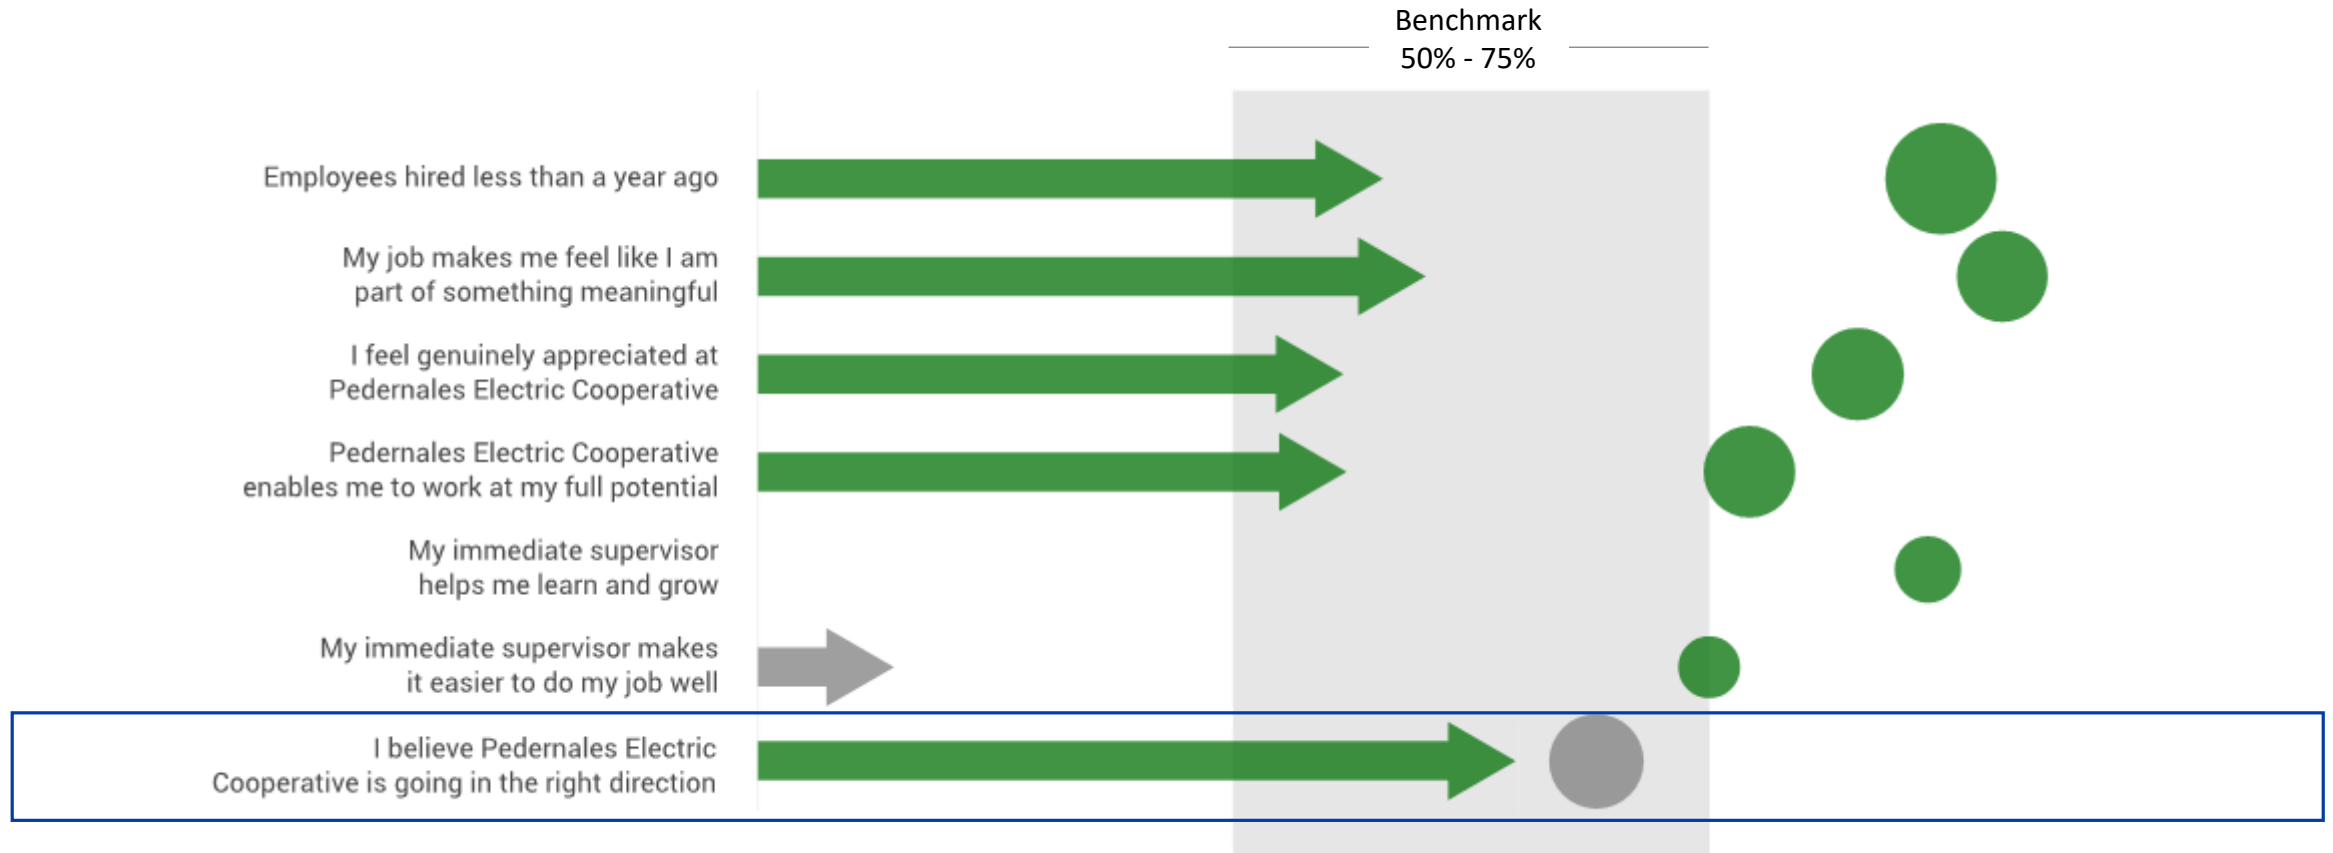 Benchmark
50% - 75%
Employees hired less than a year ago
My job makes me feel like I am
part of something meaningful
I feel genuinely appreciated at
Pedernales Electric Cooperative
Pedernales Electric Cooperative
enables me to work at my full potential
My immediate supervisor
helps me learn and grow
My immediate supervisor makes
it easier to do my job well
I believe Pedernales Electric
Cooperative is going in the right direction